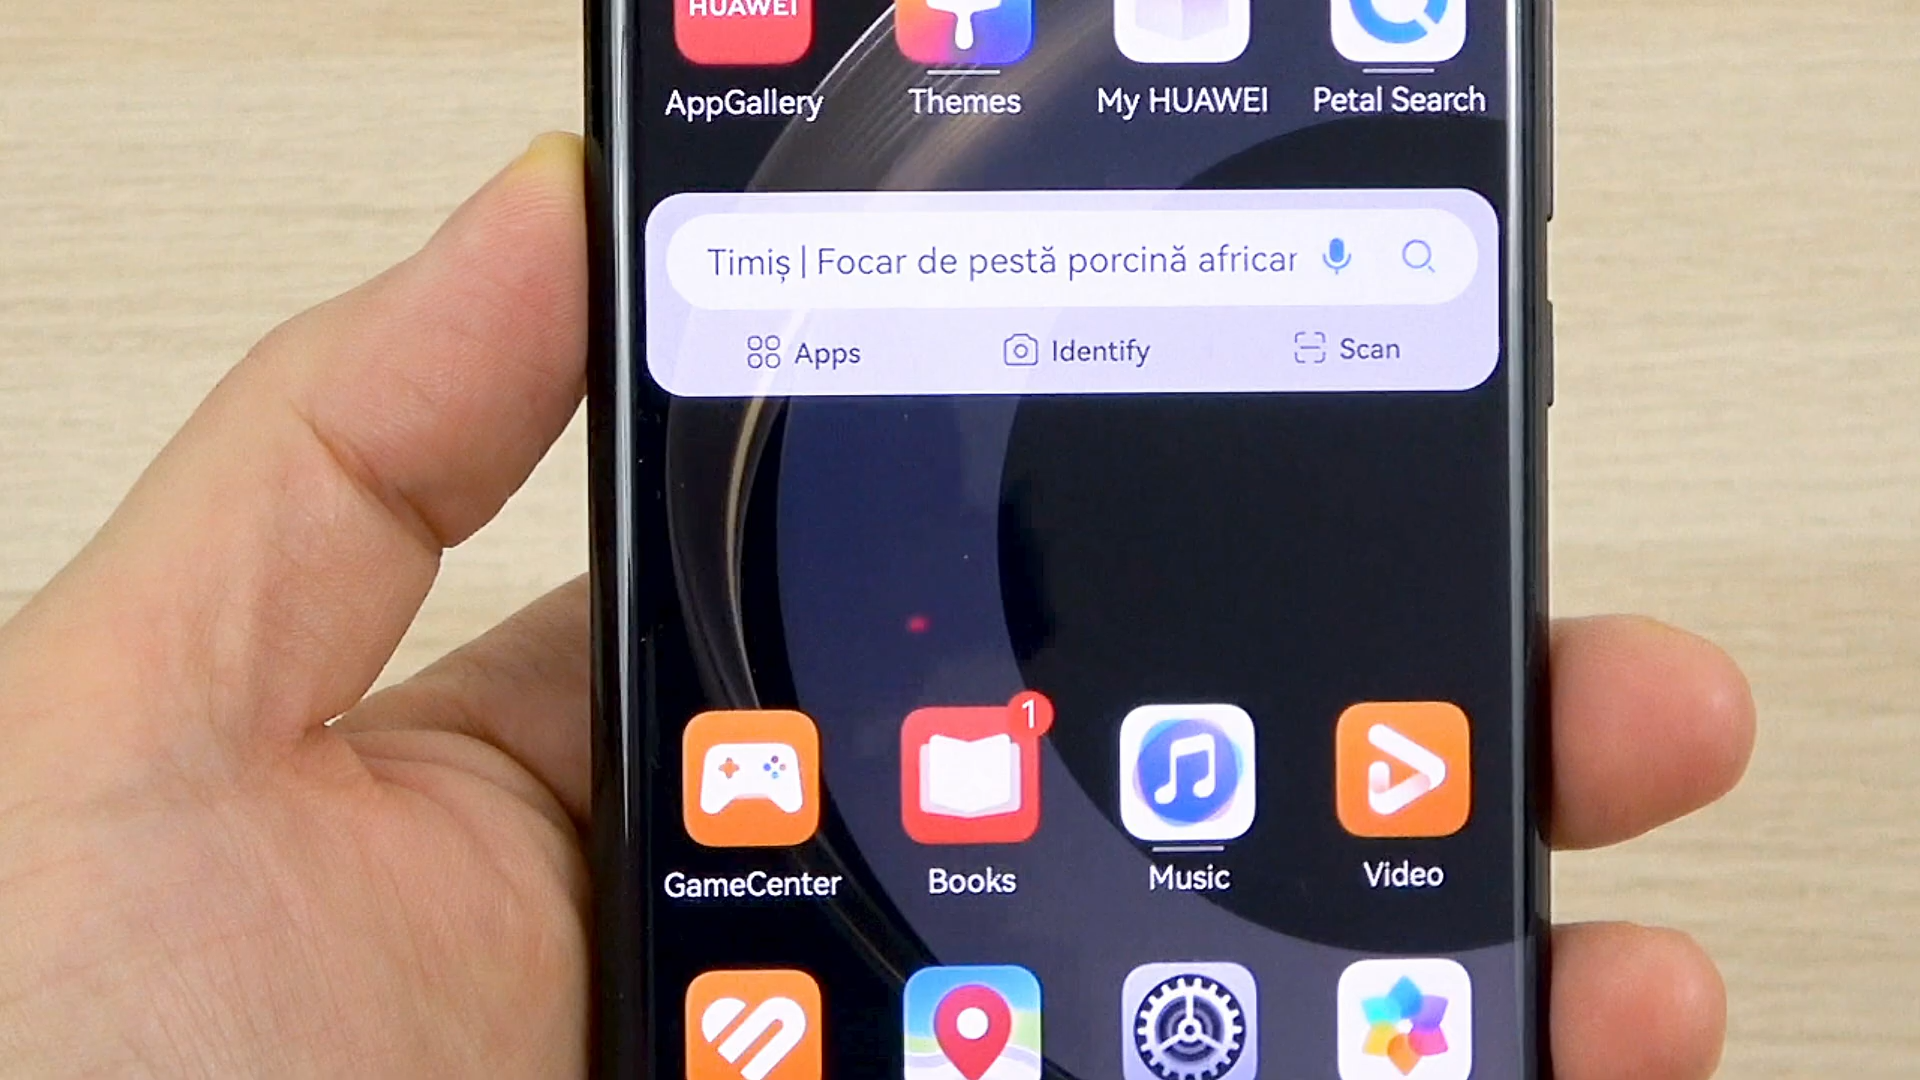 HUAWEI
AppGallery
Themes
My HUAWEI
Petal Search
Timiș | Focar de pestă porcină africar
Apps
Identify
Scan
1
GameCenter
Books
Music
Video